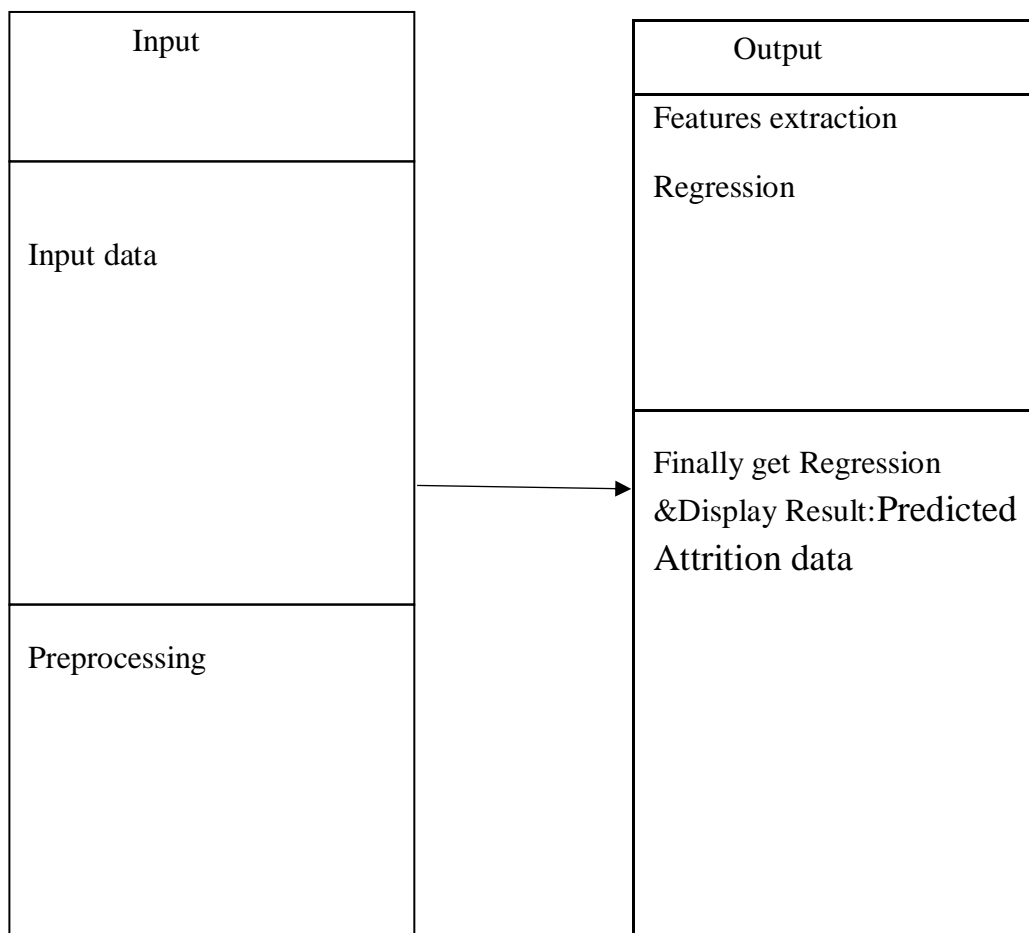 Input
Input data
Preprocessing
Output
Features extraction
Regression
Finally get Regression
&Display Result:Predicted
Attrition data